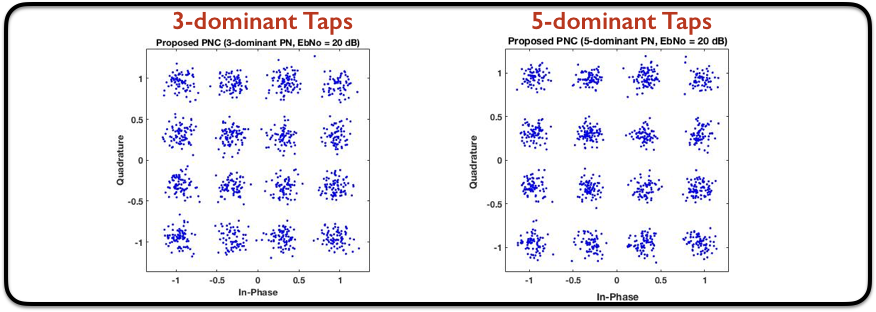 3-dominant Taps
Proposed PNC (3-dominant PN, EbNo = 20 dB)
1
0.5
0
-0.5
-1
Quadrature
-1
-0.5
0
0.5
1
In-Phase
5-dominant Taps
Proposed PNC (5-dominant PN, EbNo = 20 dB)
1
0.5
0
-0.5
-1
Quadrature
-1
-0.5
0
0.5
1
In-Phase